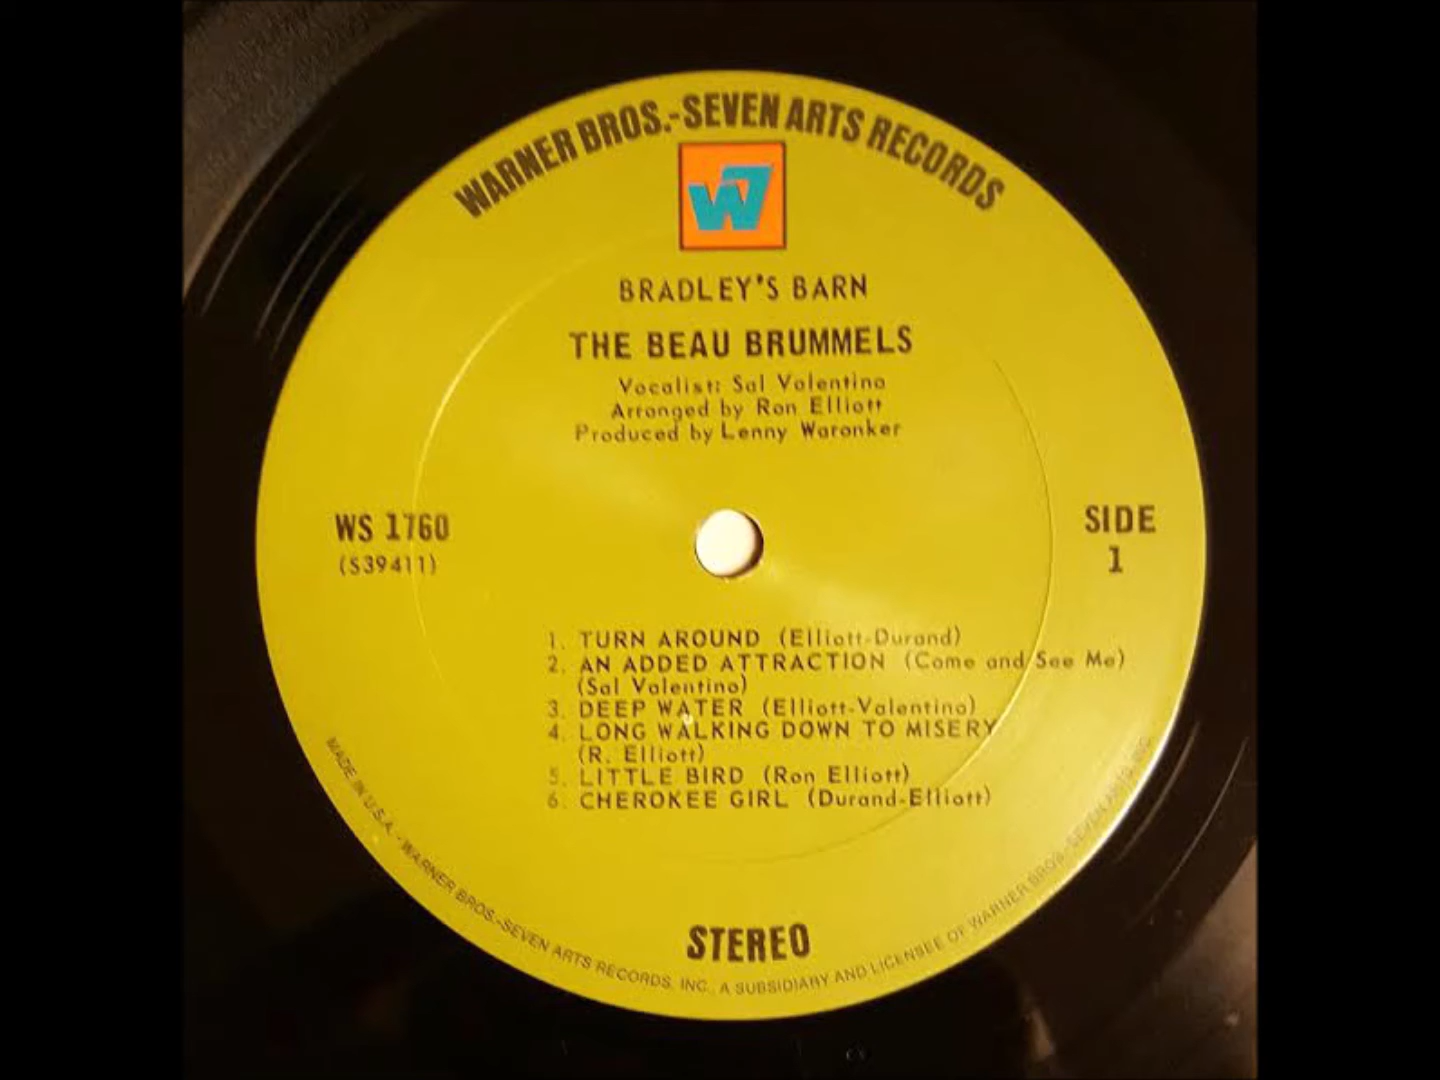 WARNER BROS.-SEVEN ARTS RECORDS
W7
BRADLEY'S BARN
THE BEAU BRUMMELS
Vocalist: Sal Valentino
Arranged by Ron Elliott
Produced by Lenny Waronker
WS 1760
(S39411)
SIDE
1
1. TURN AROUND (Elliott-Durand)
2. AN ADDED ATTRACTION (Come and See Me)
(Sal Valentino)
3. DEEP WATER (Elliott-Valentino)
4. LONG WALKING DOWN TO MISERY
(R. Elliott)
5. LITTLE BIRD (Ron Elliott)
6. CHEROKEE GIRL (Durand-Elliott)
STEREO
MADE IN U.S.A. - WARNER BROS.-SEVEN ARTS RECORDS, INC., A SUBSIDIARY AND LICENSEE OF WARNER BROS.-SEVEN ARTS, INC.